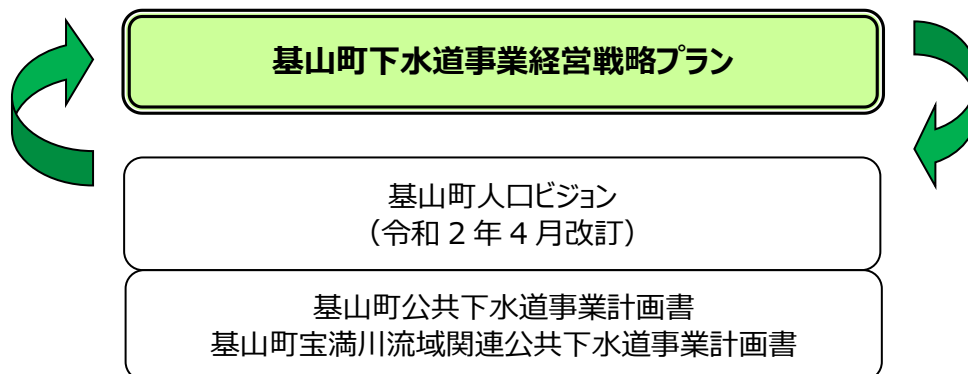 基山町下水道事業経営戦略プラン
基山町人口ビジョン
（令和２年４月改訂）
基山町公共下水道事業計画書
基山町宝満川流域関連公共下水道事業計画書